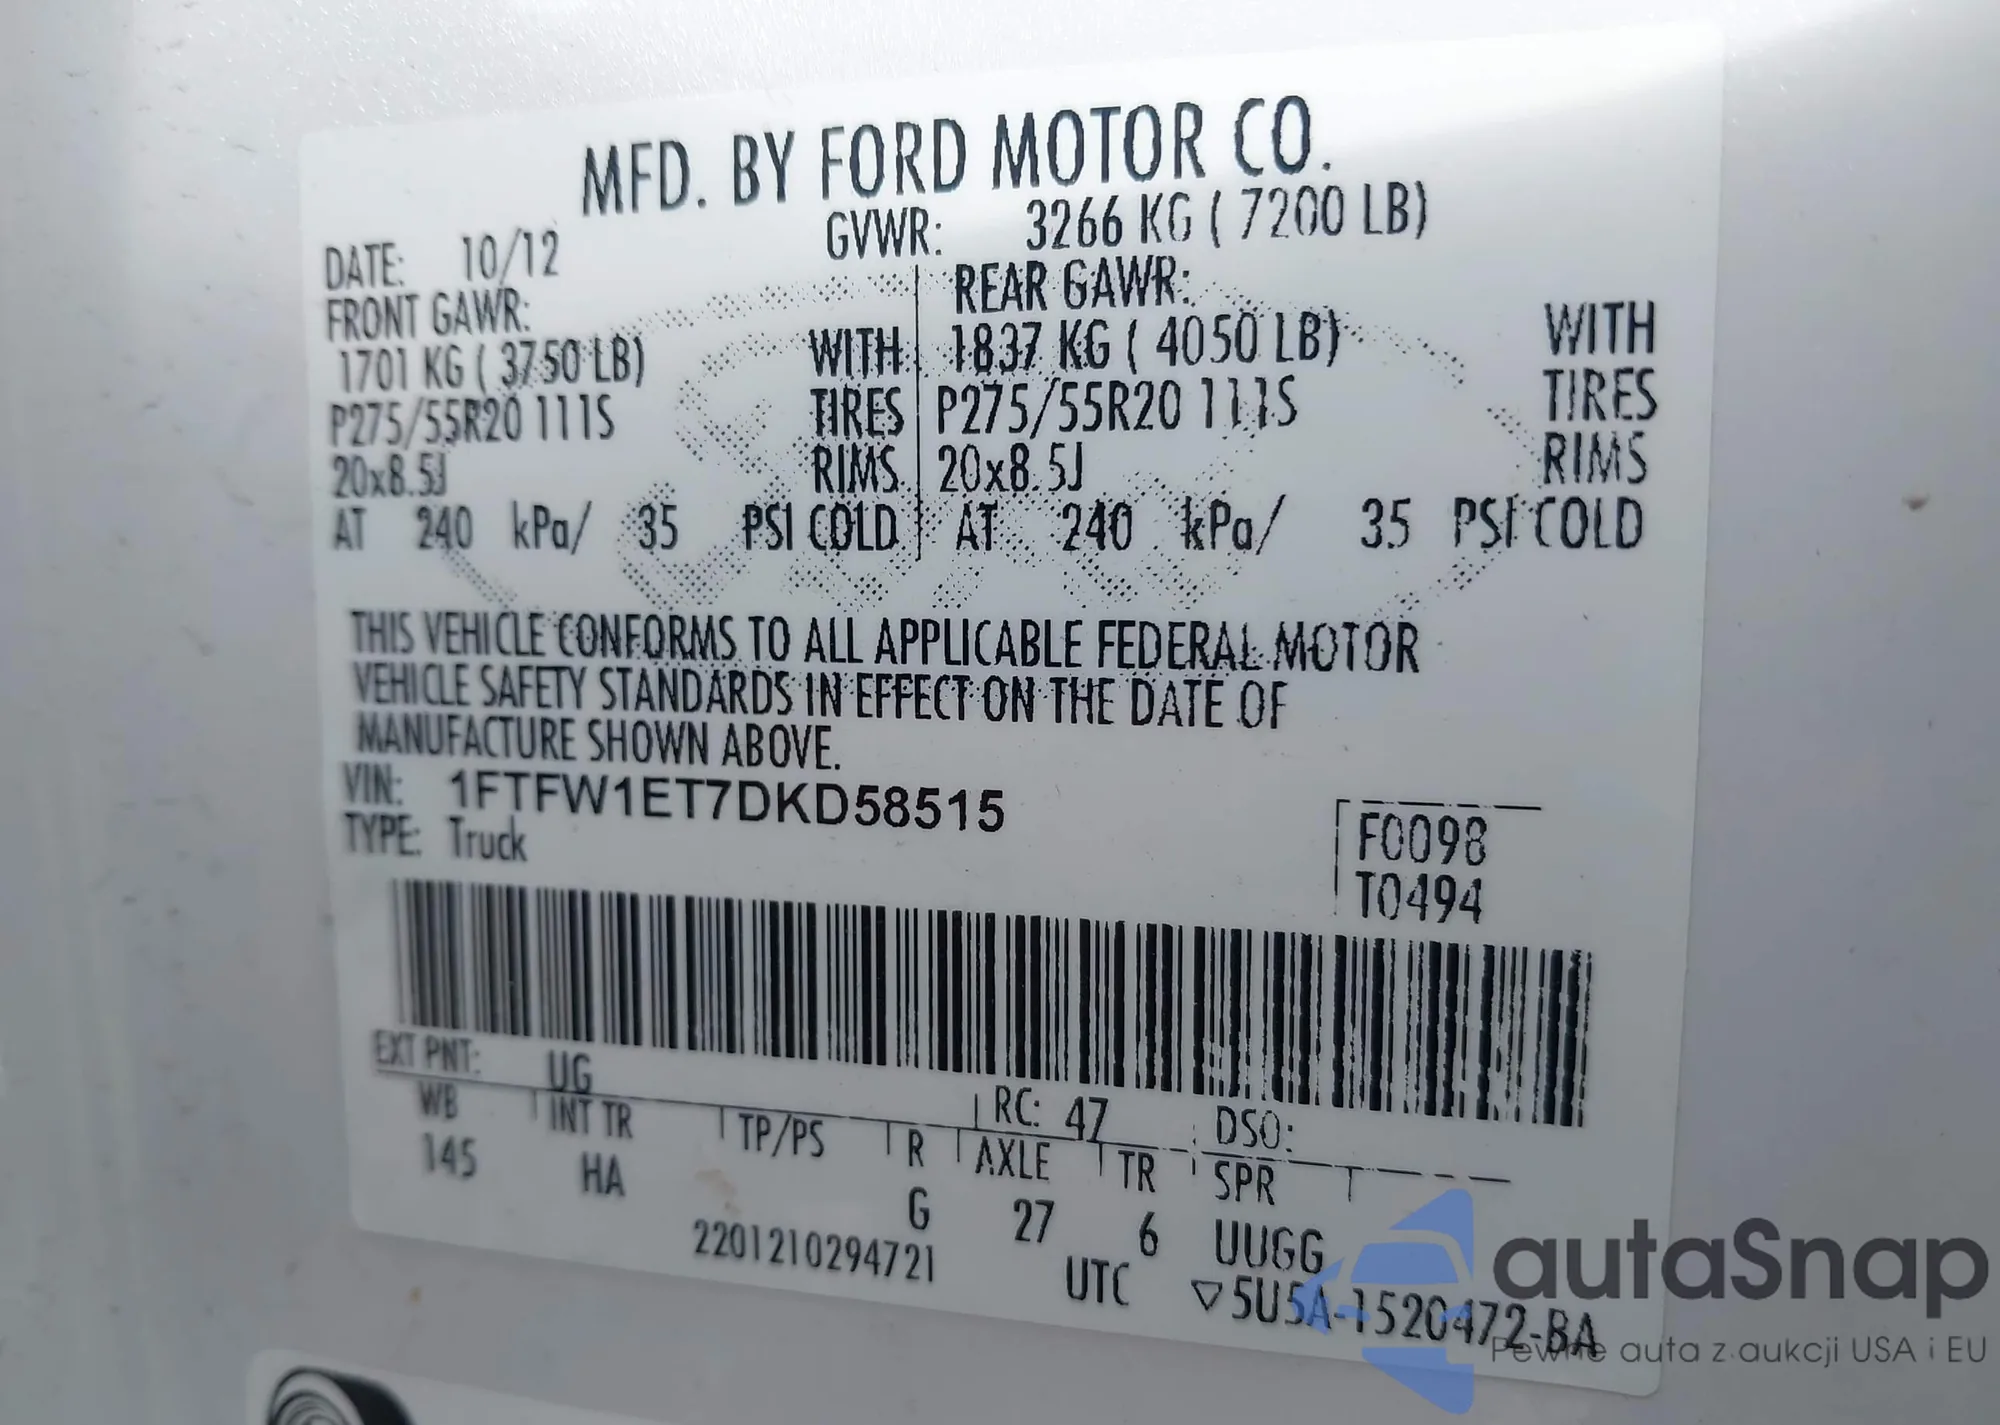 MFD. BY FORD MOTOR CO.
DATE: 10/12 GVWR: 3266 KG ( 7200 LB)
FRONT GAWR: REAR GAWR:
1701 KG ( 3750 LB) WITH 1837 KG ( 4050 LB) WITH
P275/55R20 111S TIRES P275/55R20 111S TIRES
20x8.5J RIMS 20x8.5J RIMS
AT 240 kPa/ 35 PSI COLD AT 240 kPa/ 35 PSI COLD
THIS VEHICLE CONFORMS TO ALL APPLICABLE FEDERAL MOTOR
VEHICLE SAFETY STANDARDS IN EFFECT ON THE DATE OF
MANUFACTURE SHOWN ABOVE.
VIN: 1FTFW1ET7DKD58515
TYPE: Truck
F0098
T0494
EXT PNT: UG RC: 47 DSO:
WB INT TR TP/PS R AXLE TR SPR
145 HA G 27 6 UUGG
2201210294721 UTC ▽5U5A-1520472-BA
autaSnap
Pewne auta z aukcji USA i EU